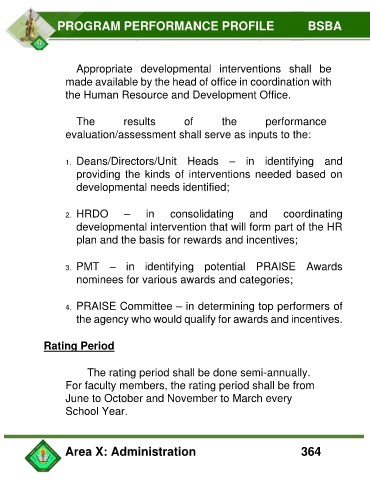 PROGRAM PERFORMANCE PROFILE BSBA
Appropriate developmental interventions shall be
made available by the head of office in coordination with
the Human Resource and Development Office.
The results of the performance
evaluation/assessment shall serve as inputs to the:
1. Deans/Directors/Unit Heads – in identifying and
providing the kinds of interventions needed based on
developmental needs identified;
2. HRDO – in consolidating and coordinating
developmental intervention that will form part of the HR
plan and the basis for rewards and incentives;
3. PMT – in identifying potential PRAISE Awards
nominees for various awards and categories;
4. PRAISE Committee – in determining top performers of
the agency who would qualify for awards and incentives.
Rating Period
The rating period shall be done semi-annually.
For faculty members, the rating period shall be from
June to October and November to March every
School Year.
Area X: Administration 364